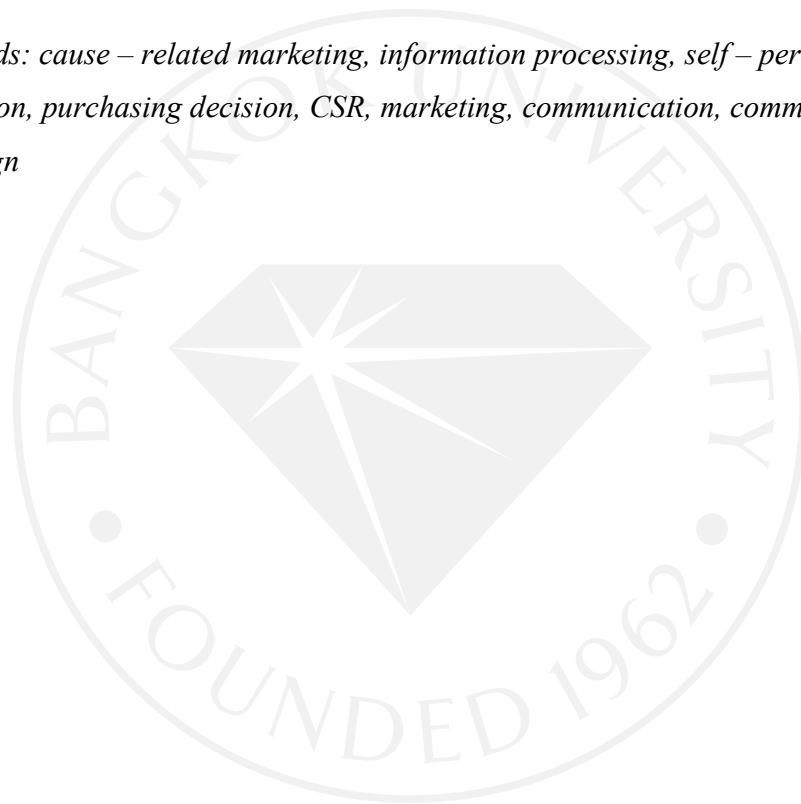 ds: cause – related marketing, information processing, self – per
on, purchasing decision, CSR, marketing, communication, comm
gn
BANGKOK UNIVERSITY
FOUNDED 1962